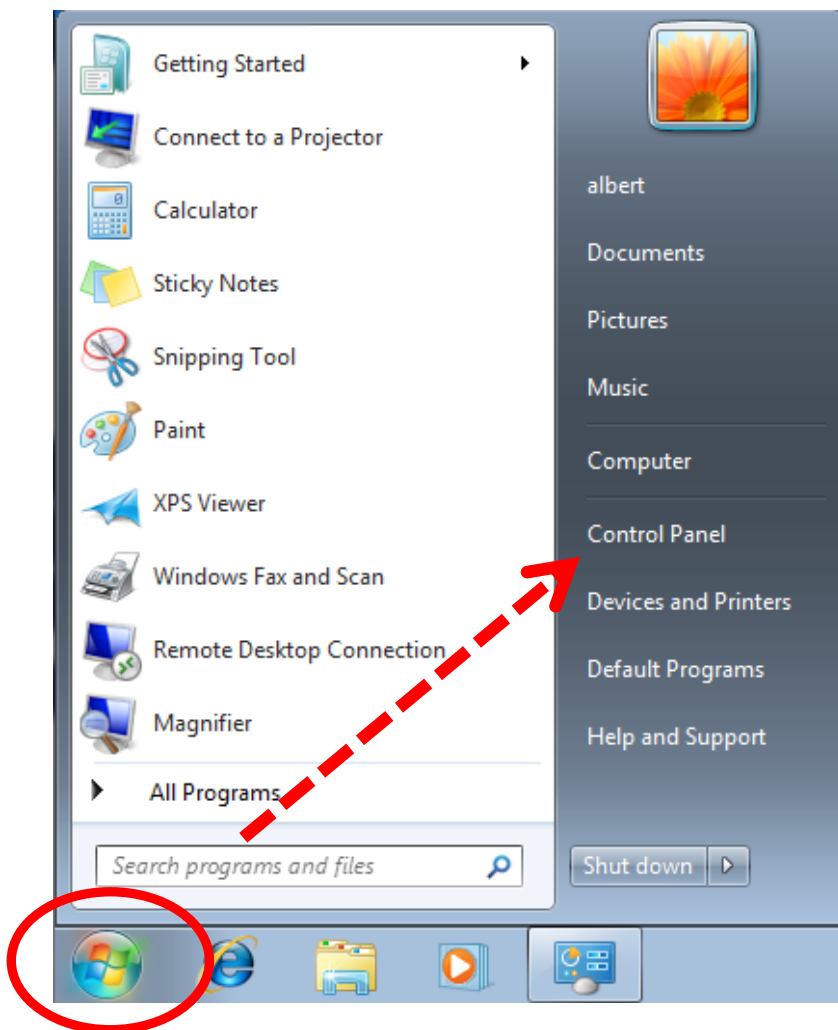 Getting Started
Connect to a Projector
Calculator
Sticky Notes
Snipping Tool
Paint
XPS Viewer
Windows Fax and Scan
Remote Desktop Connection
Magnifier
All Programs
Search programs and files
albert
Documents
Pictures
Music
Computer
Control Panel
Devices and Printers
Default Programs
Help and Support
Shut down